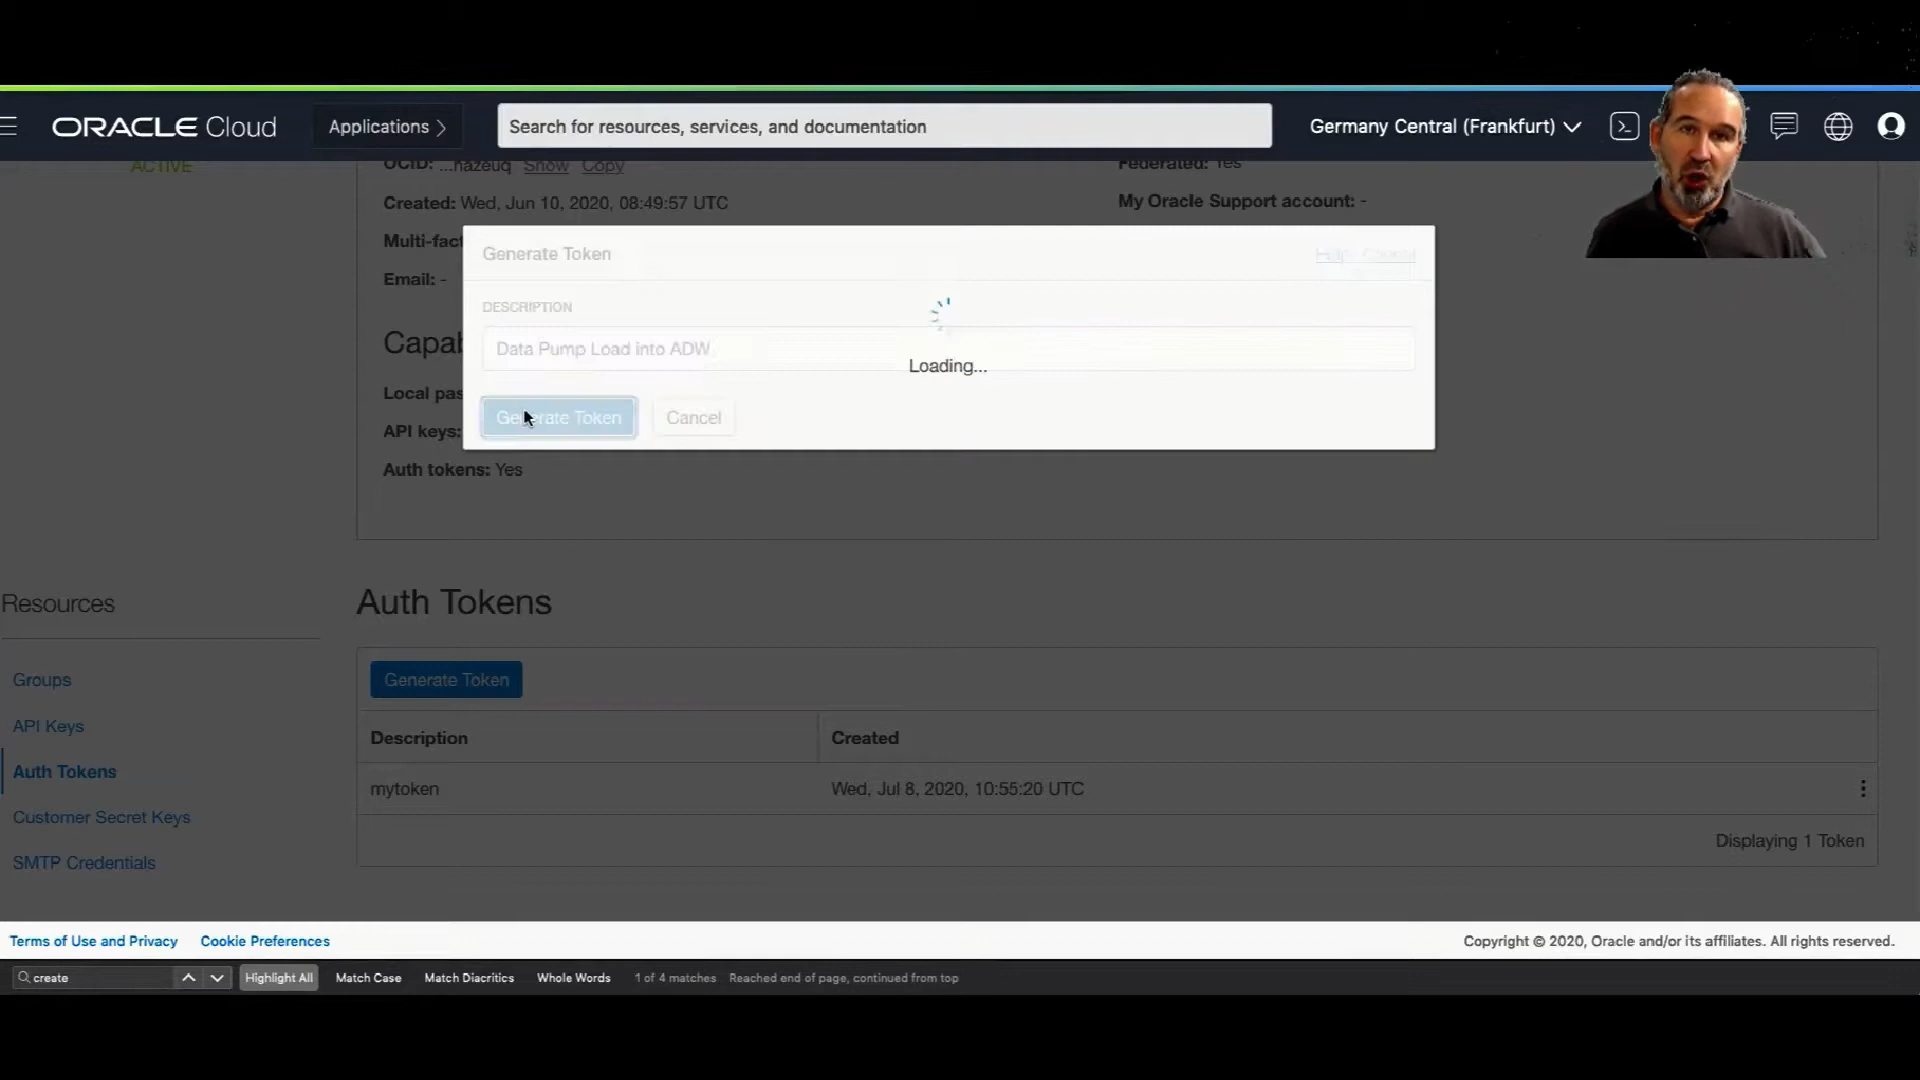 ORACLE Cloud
Applications
Search for resources, services, and documentation
Germany Central (Frankfurt)
ACTIVE
OCID: ...nazeuq Show Copy
Federated: Yes
Created: Wed, Jun 10, 2020, 08:49:57 UTC
My Oracle Support account: -
Multi-fact
Generate Token
Help Cancel
Email: -
DESCRIPTION
Capab
Data Pump Load into ADW
Loading...
Local pas
Generate Token
Cancel
API keys:
Auth tokens: Yes
Resources
Auth Tokens
Groups
Generate Token
API Keys
Description
Created
Auth Tokens
mytoken
Wed, Jul 8, 2020, 10:55:20 UTC
Customer Secret Keys
Displaying 1 Token
SMTP Credentials
Terms of Use and Privacy
Cookie Preferences
Copyright © 2020, Oracle and/or its affiliates. All rights reserved.
create
Highlight All
Match Case
Match Diacritics
Whole Words
1 of 4 matches
Reached end of page, continued from top